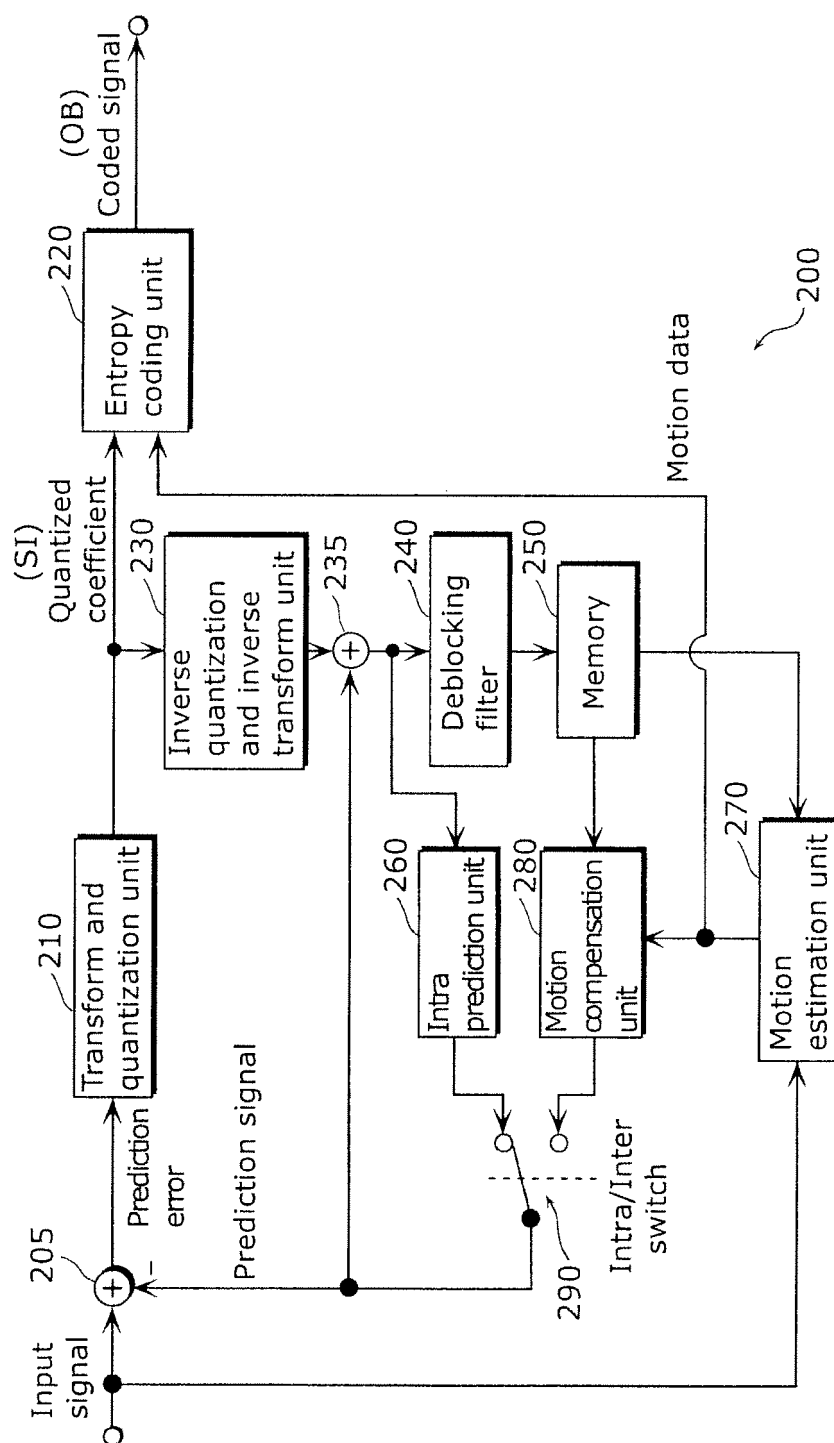 Input
signal
205
Prediction
error
210
Transform and
quantization unit
(SI)
Quantized
coefficient
220
Entropy
coding unit
(OB)
Coded signal
230
Inverse
quantization
and inverse
transform unit
235
+
+
−
Prediction signal
240
Deblocking
filter
250
Memory
260
Intra
prediction unit
280
Motion
compensation
unit
290
Intra/Inter
switch
270
Motion
estimation unit
Motion data
200